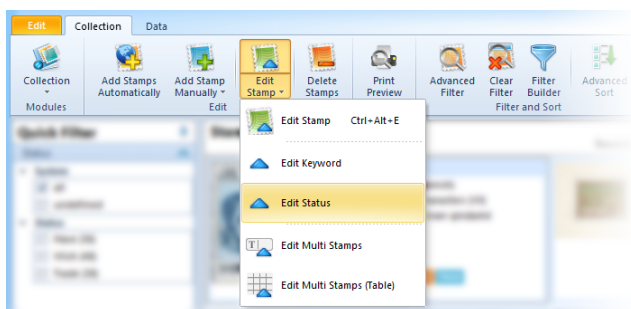 Edit Collection Data
Collection Add Stamps Automatically Add Stamp Manually Edit Stamp Delete Stamps Print Preview Advanced Filter Clear Filter Filter Builder Advanced Sort
Modules Edit Filter and Sort
Edit Stamp Ctrl+Alt+E
Edit Keyword
Edit Status
Edit Multi Stamps
Edit Multi Stamps (Table)
Quick Filter
Status